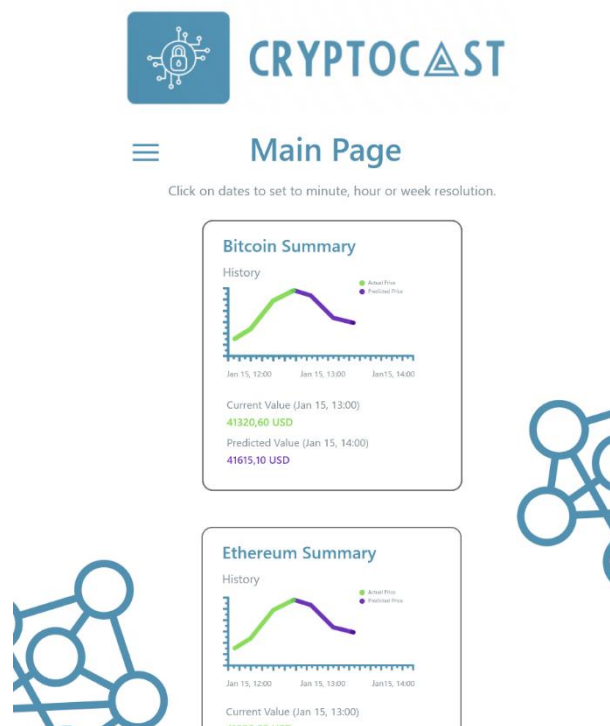 CRYPTOCAST
Main Page
Click on dates to set to minute, hour or week resolution.
Bitcoin Summary
History
Actual Price
Predicted Price
Jan 15, 12:00 Jan 15, 13:00 Jan15, 14:00
Current Value (Jan 15, 13:00)
41320,60 USD
Predicted Value (Jan 15, 14:00)
41615,10 USD
Ethereum Summary
History
Actual Price
Predicted Price
Jan 15, 12:00 Jan 15, 13:00 Jan15, 14:00
Current Value (Jan 15, 13:00)